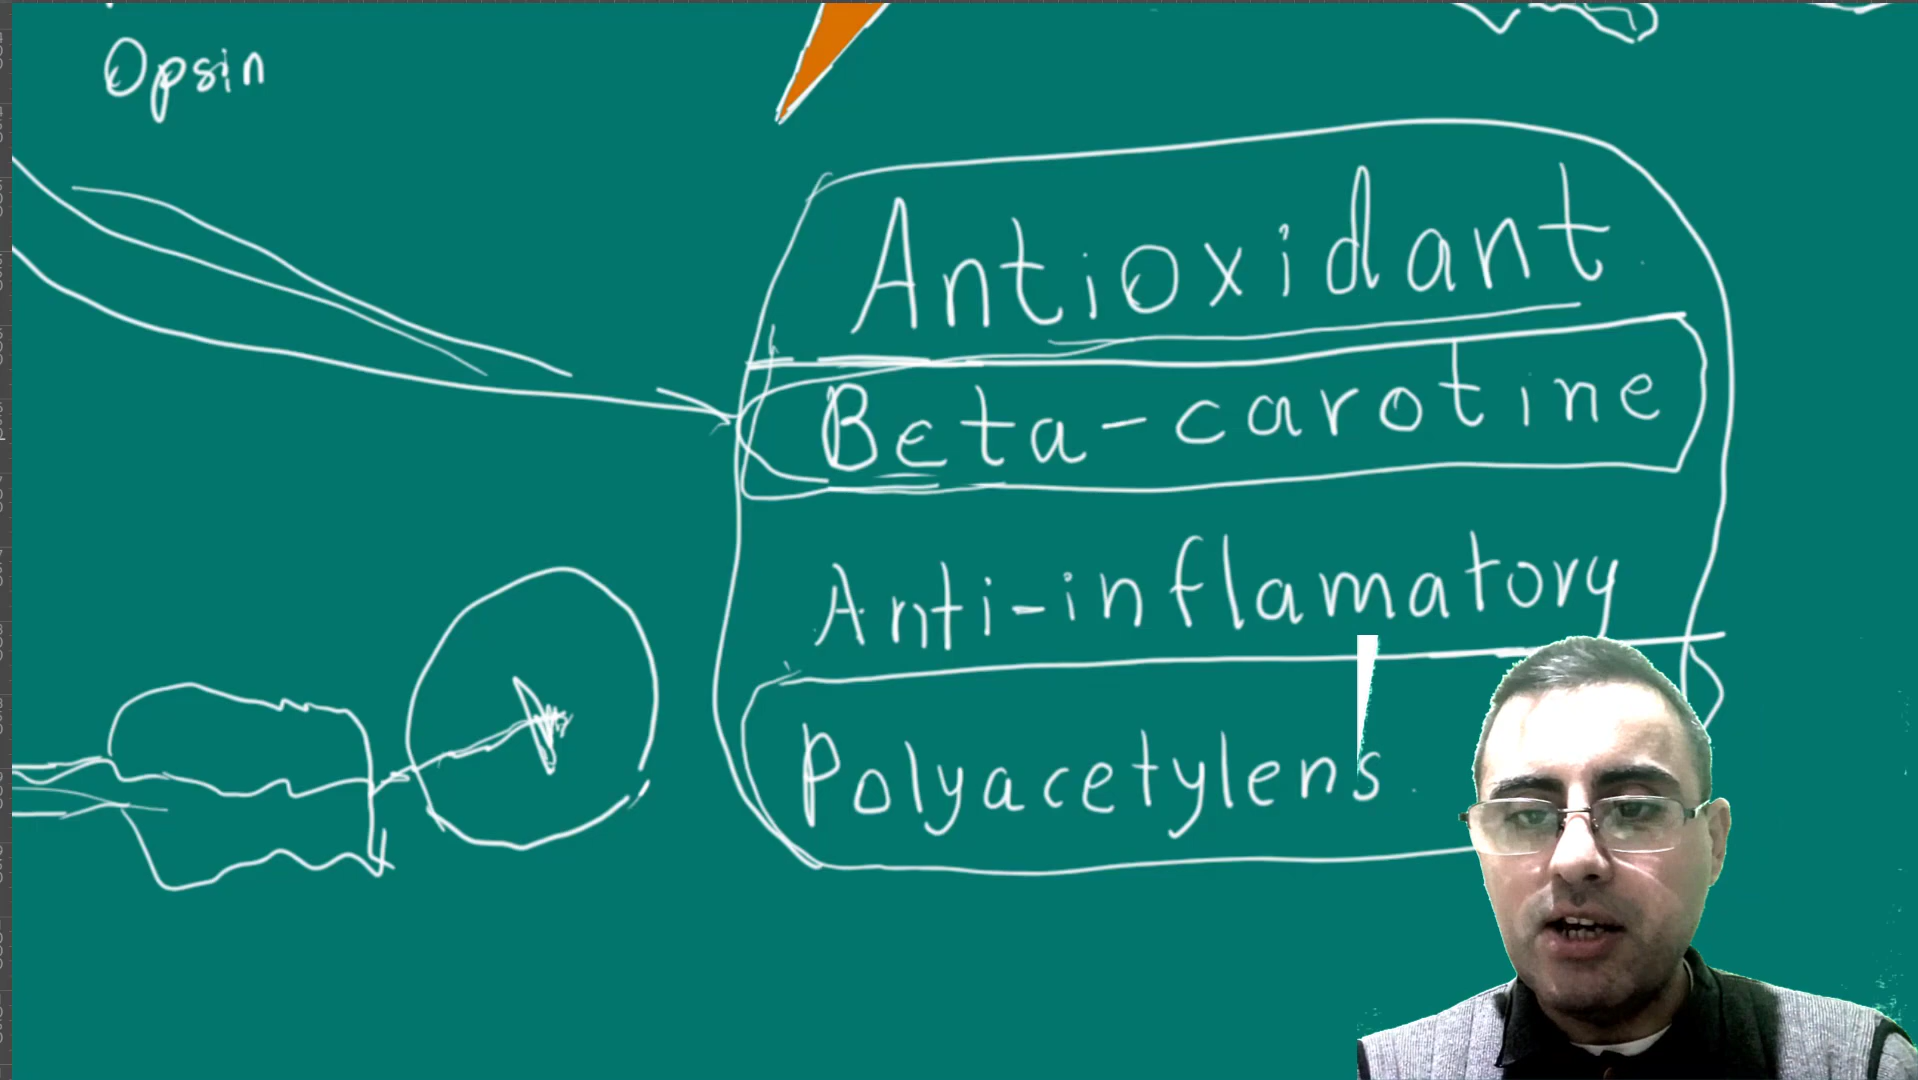 Opsin
Antioxidant
Beta-carotine
Anti-inflamatory
Polyacetylens